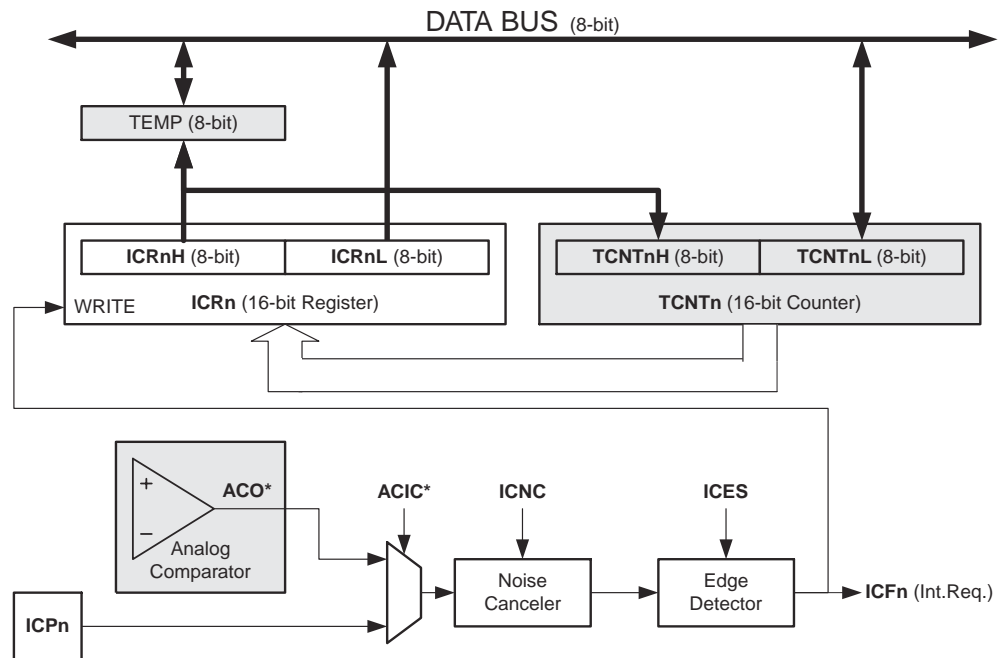 DATA BUS (8-bit)
TEMP (8-bit)
ICRnH (8-bit)
ICRnL (8-bit)
TCNTnH (8-bit)
TCNTnL (8-bit)
WRITE
ICRn (16-bit Register)
TCNTn (16-bit Counter)
+
−
ACO*
Analog
Comparator
ACIC*
ICNC
ICES
Noise
Canceler
Edge
Detector
ICFn (Int.Req.)
ICPn